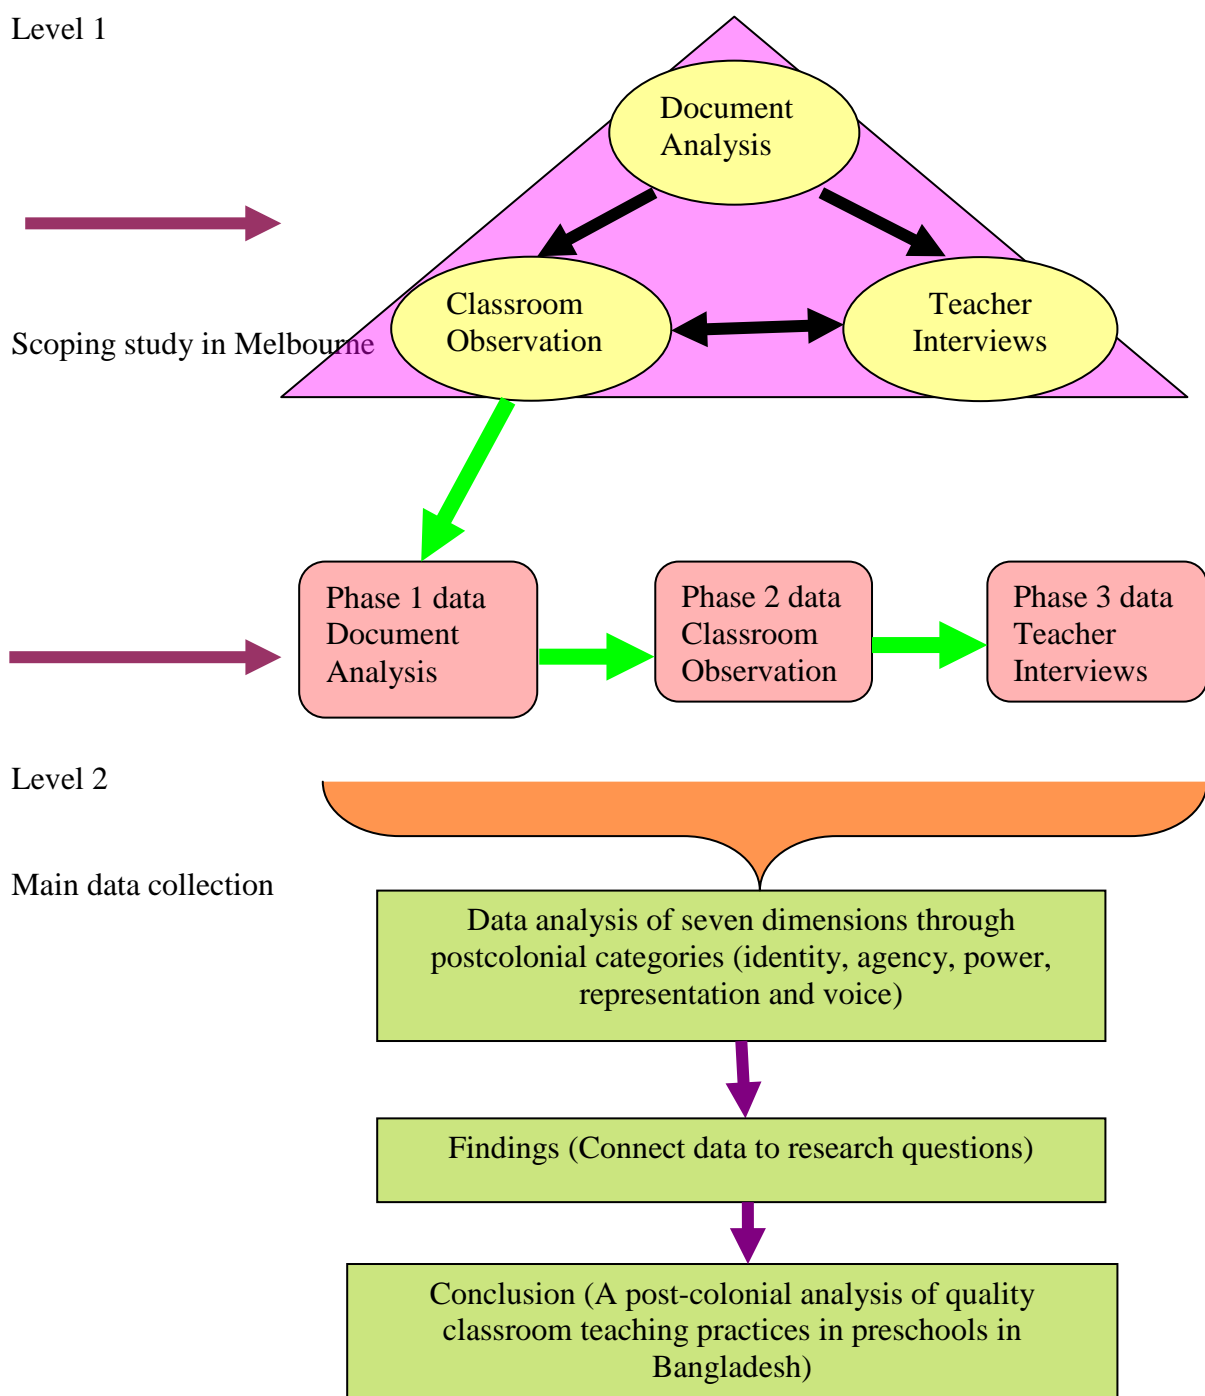 Level 1
Document
Analysis
Classroom
Observation
Teacher
Interviews
Scoping study in Melbourne
Phase 1 data
Document
Analysis
Phase 2 data
Classroom
Observation
Phase 3 data
Teacher
Interviews
Level 2
Main data collection
Data analysis of seven dimensions through
postcolonial categories (identity, agency, power,
representation and voice)
Findings (Connect data to research questions)
Conclusion (A post-colonial analysis of quality
classroom teaching practices in preschools in
Bangladesh)